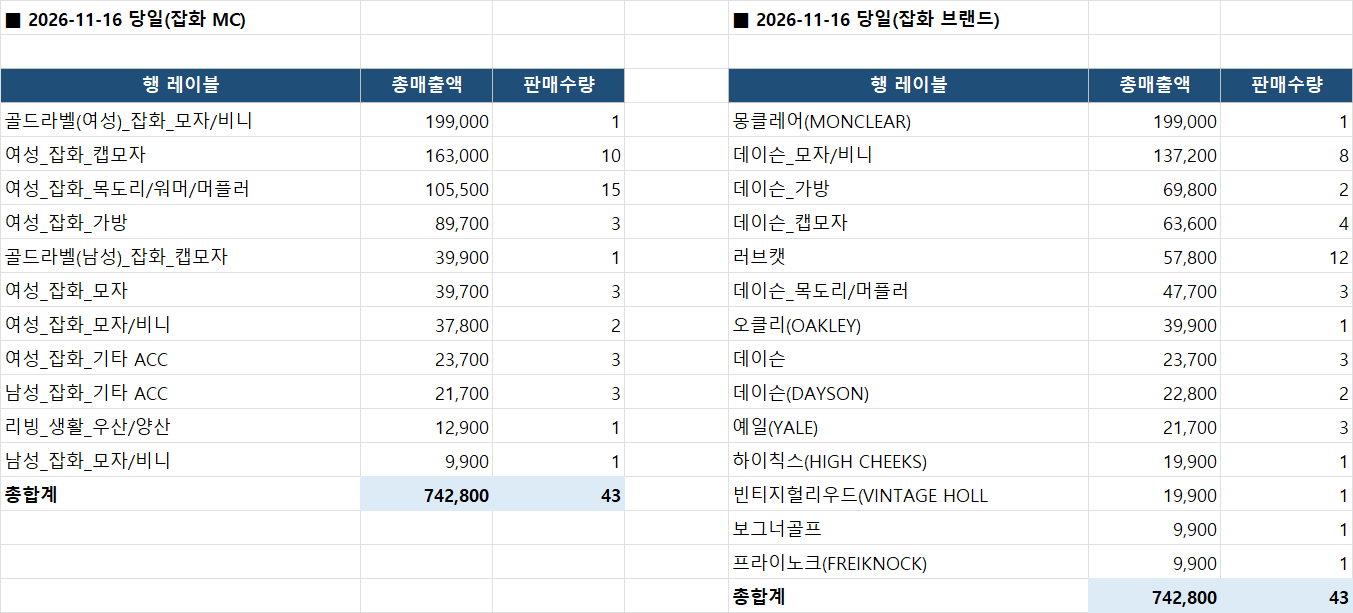 ■ 2026-11-16 당일(잡화 MC)
행 레이블 총매출액 판매수량
골드라벨(여성)_잡화_모자/비니 199,000 1
여성_잡화_캡모자 163,000 10
여성_잡화_목도리/워머/머플러 105,500 15
여성_잡화_가방 89,700 3
골드라벨(남성)_잡화_캡모자 39,900 1
여성_잡화_모자 39,700 3
여성_잡화_모자/비니 37,800 2
여성_잡화_기타 ACC 23,700 3
남성_잡화_기타 ACC 21,700 3
리빙_생활_우산/양산 12,900 1
남성_잡화_모자/비니 9,900 1
총합계 742,800 43
■ 2026-11-16 당일(잡화 브랜드)
행 레이블 총매출액 판매수량
몽클레어(MONCLEAR) 199,000 1
데이슨_모자/비니 137,200 8
데이슨_가방 69,800 2
데이슨_캡모자 63,600 4
러브캣 57,800 12
데이슨_목도리/머플러 47,700 3
오클리(OAKLEY) 39,900 1
데이슨 23,700 3
데이슨(DAYSON) 22,800 2
예일(YALE) 21,700 3
하이칙스(HIGH CHEEKS) 19,900 1
빈티지헐리우드(VINTAGE HOLL 19,900 1
보그너골프 9,900 1
프라이노크(FREIKNOCK) 9,900 1
총합계 742,800 43